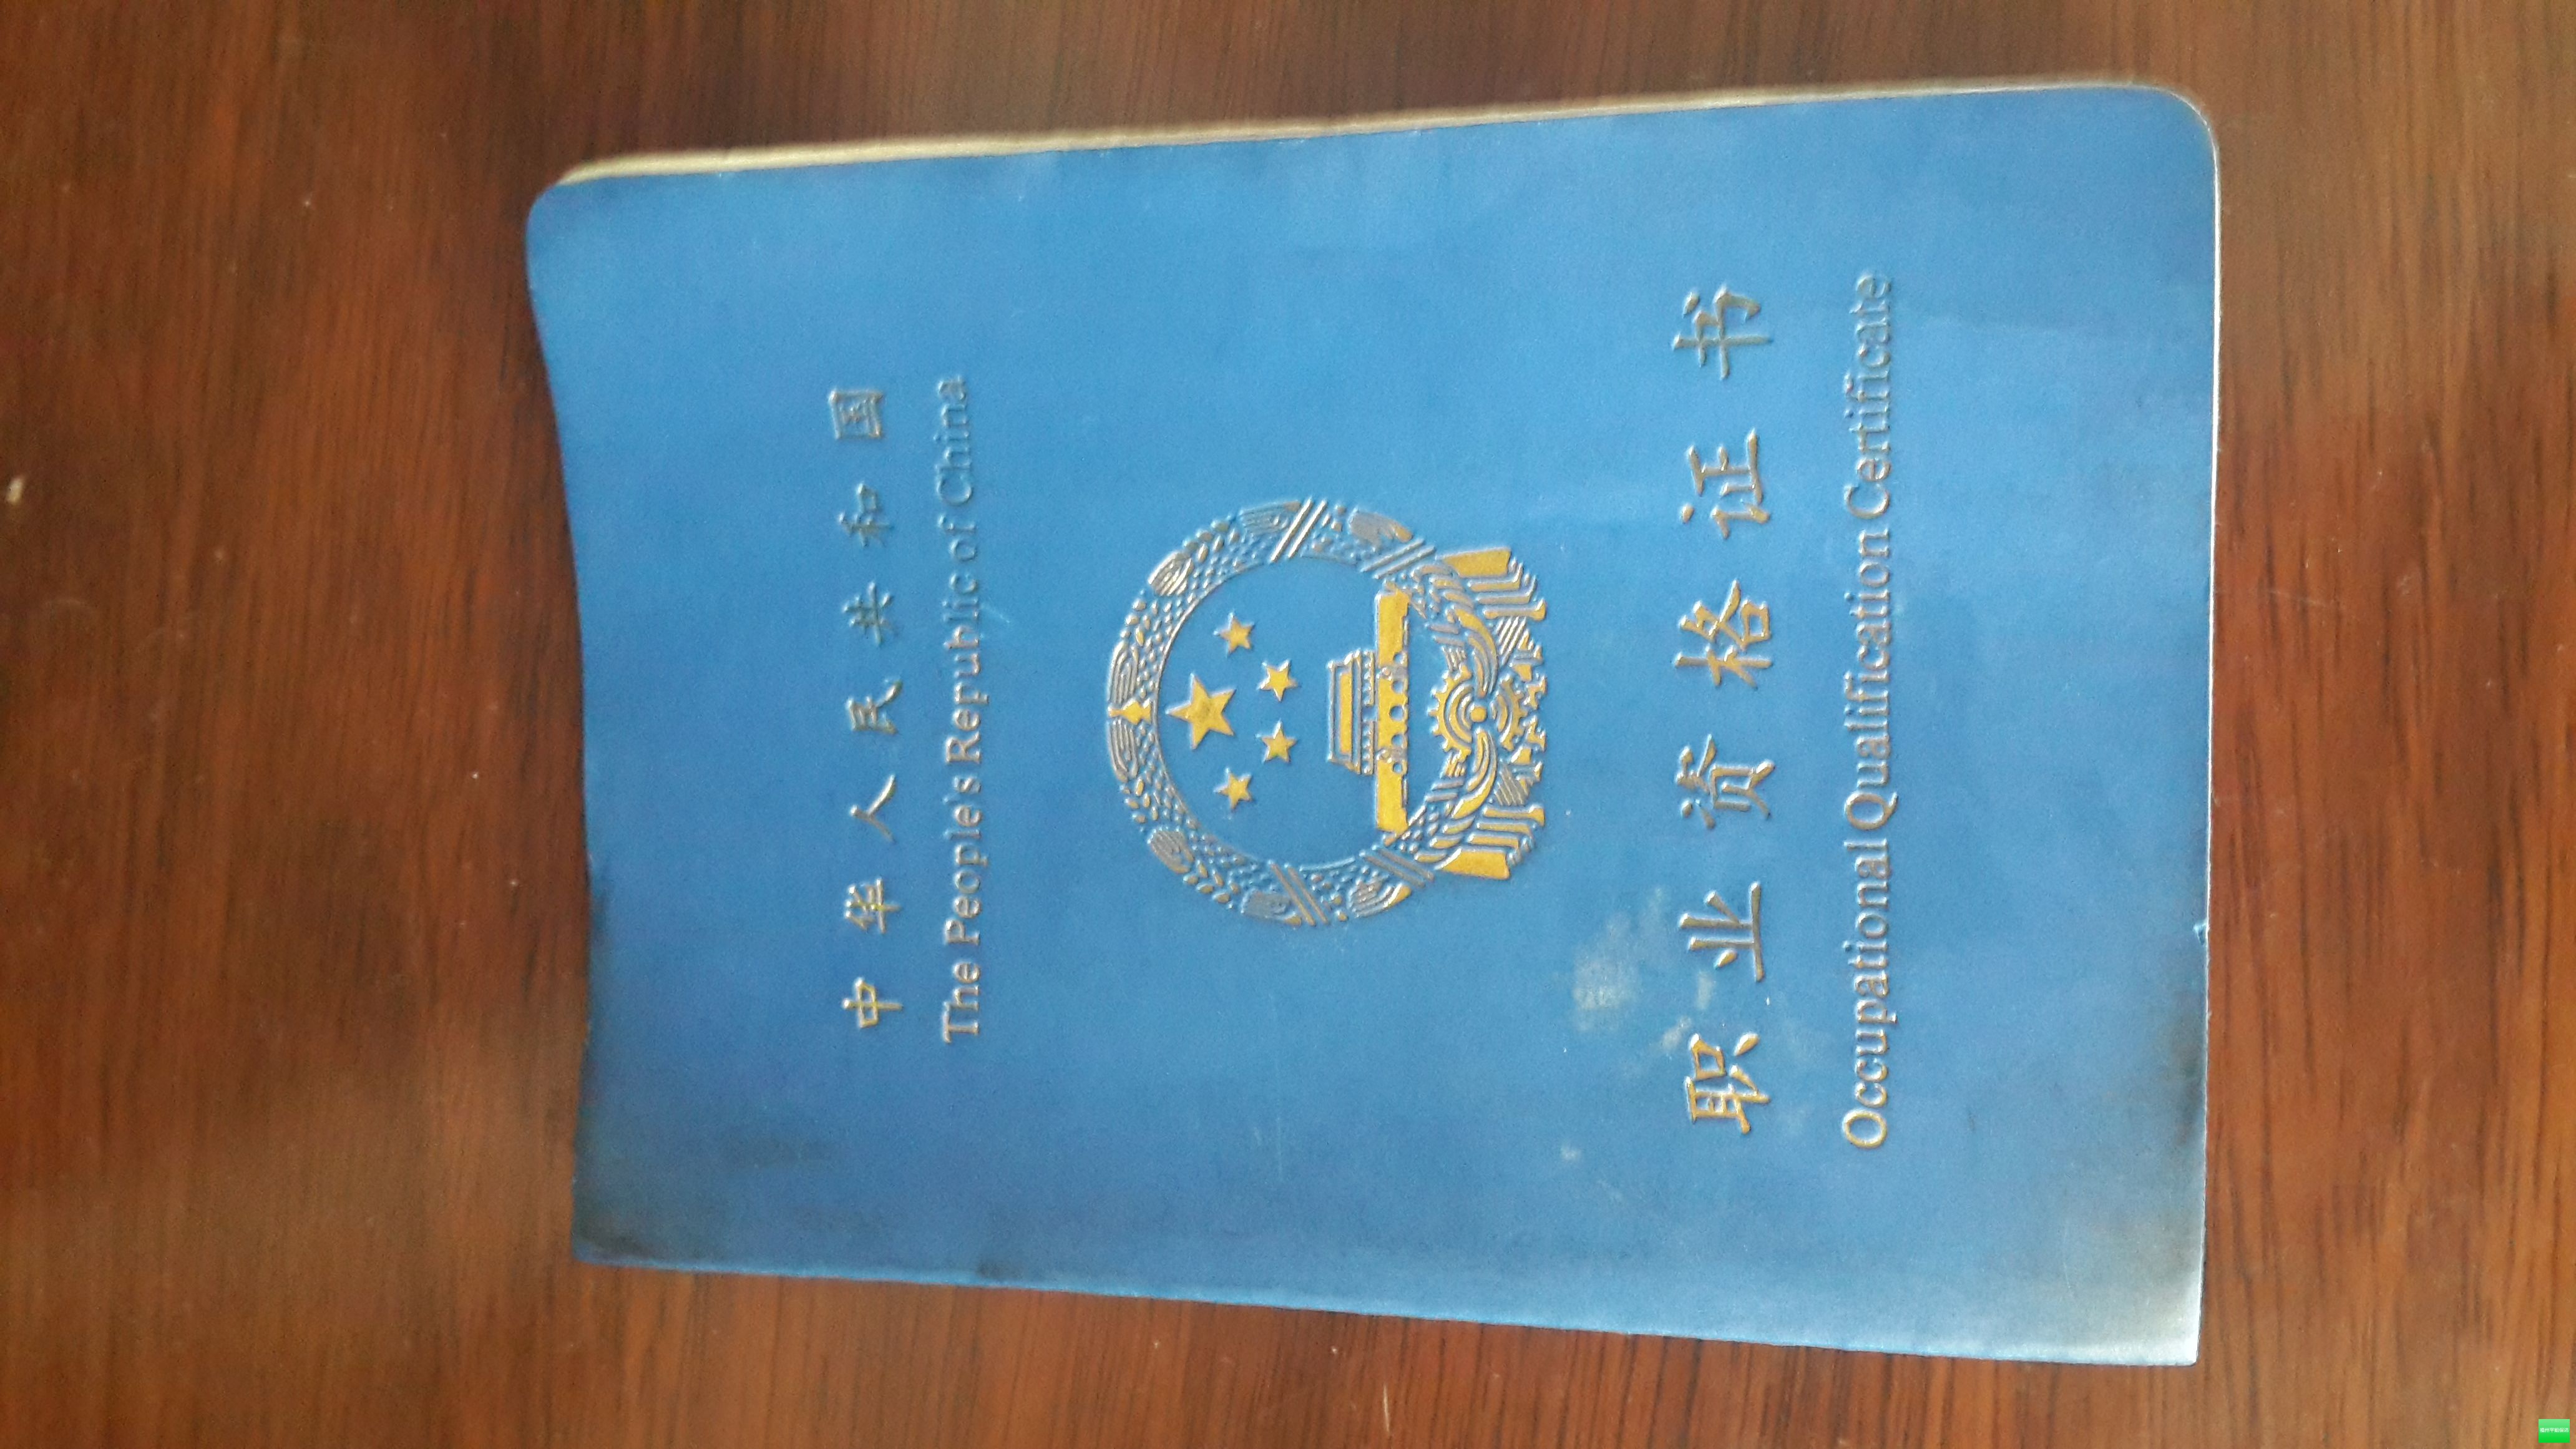 中华人民共和国
The People's Republic of China
职业资格证书
Occupational Qualification Certificate